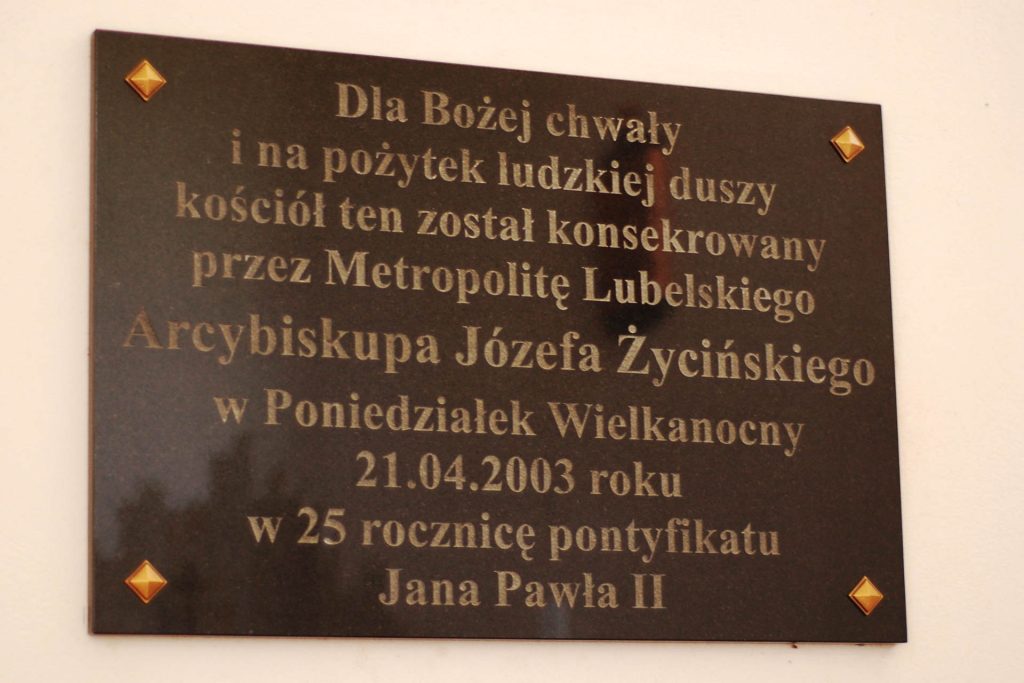 Dla Bożej chwały
i na pożytek ludzkiej duszy
kościół ten został konsekrowany
przez Metropolitę Lubelskiego
Arcybiskupa Józefa Życińskiego
w Poniedziałek Wielkanocny
21.04.2003 roku
w 25 rocznicę pontyfikatu
Jana Pawła II